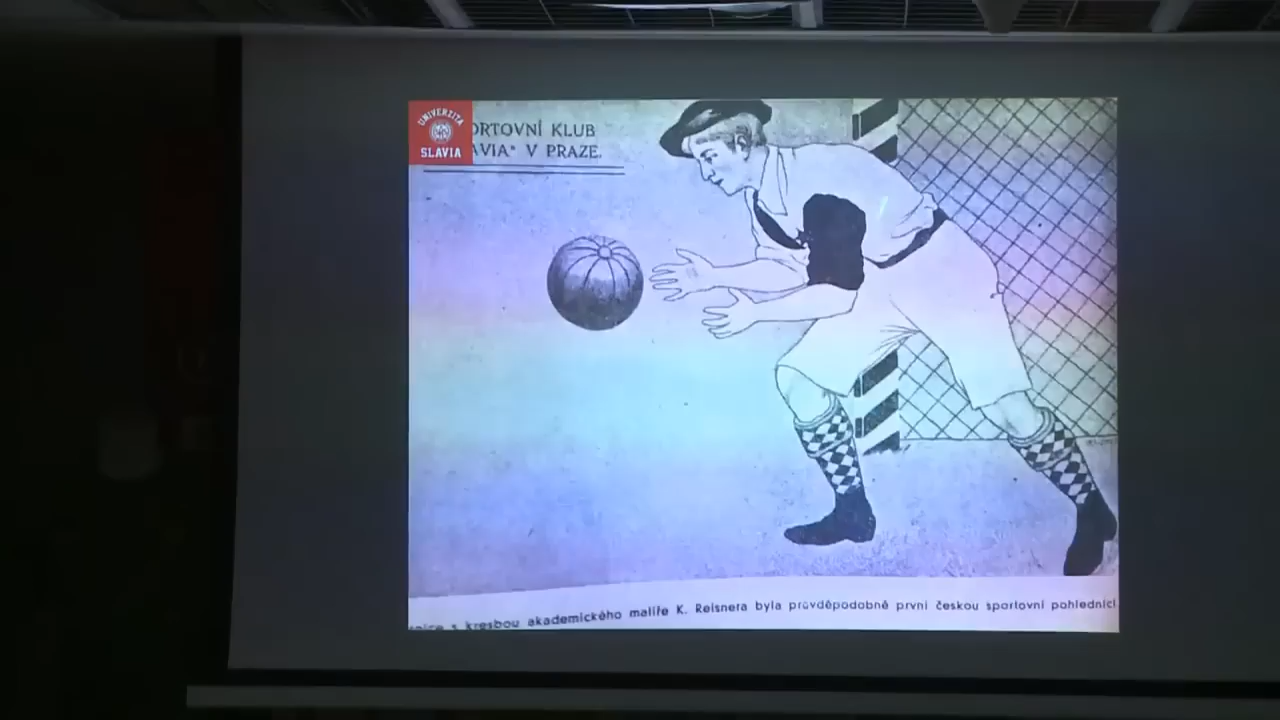 UNIVERZITA
SLAVIA
ORTOVNÍ KLUB
AVIA" V PRAZE.
s kresbou akademického malíře K. Reisnera byla pravděpodobně první českou sportovní pohlednicí